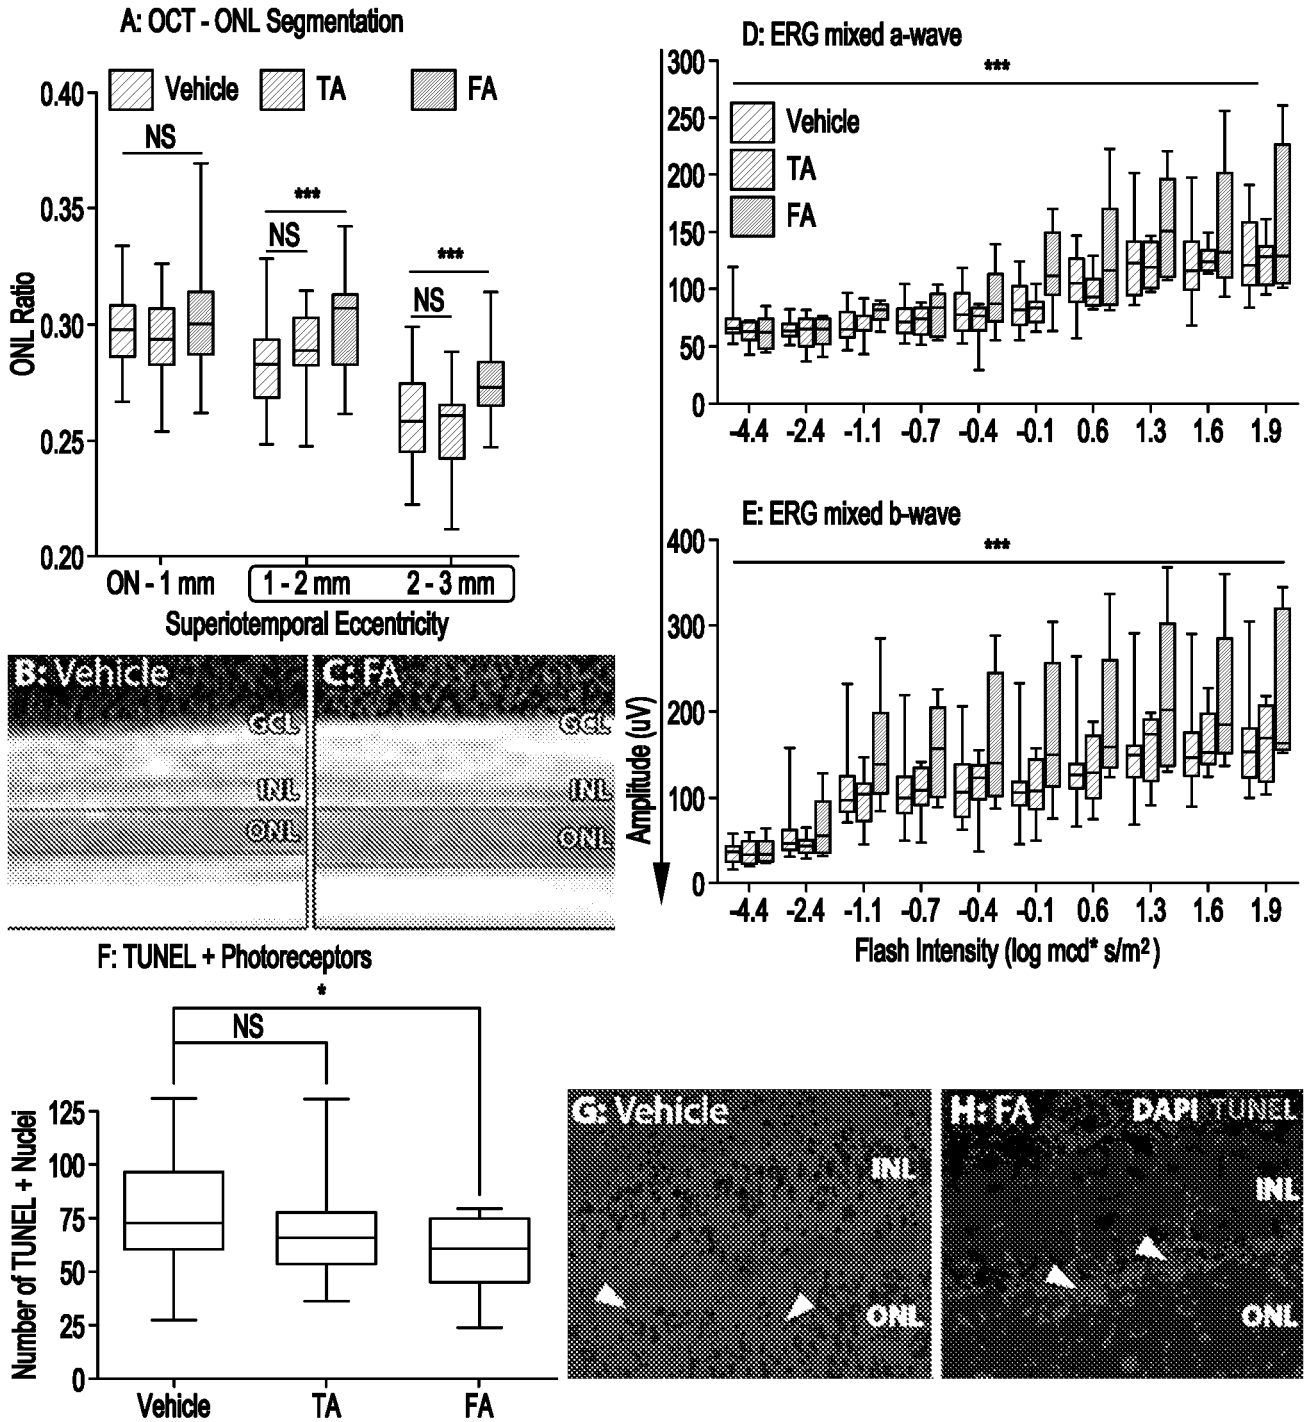 A: OCT - ONL Segmentation
Vehicle TA FA
0.40
0.35
0.30
0.25
0.20
ONL Ratio
NS
NS
***
NS
***
ON - 1 mm 1 - 2 mm 2 - 3 mm
Superiotemporal Eccentricity
B: Vehicle
GCL
INL
ONL
C: FA
GCL
INL
ONL
D: ERG mixed a-wave
***
Vehicle
TA
FA
300
250
200
150
100
50
0
-4.4 -2.4 -1.1 -0.7 -0.4 -0.1 0.6 1.3 1.6 1.9
E: ERG mixed b-wave
***
400
300
200
100
0
Amplitude (uV)
-4.4 -2.4 -1.1 -0.7 -0.4 -0.1 0.6 1.3 1.6 1.9
Flash Intensity (log mcd* s/m²)
F: TUNEL + Photoreceptors
*
NS
125
100
75
50
25
0
Number of TUNEL + Nuclei
Vehicle TA FA
G: Vehicle
INL
ONL
H: FA DAPI TUNEL
INL
ONL